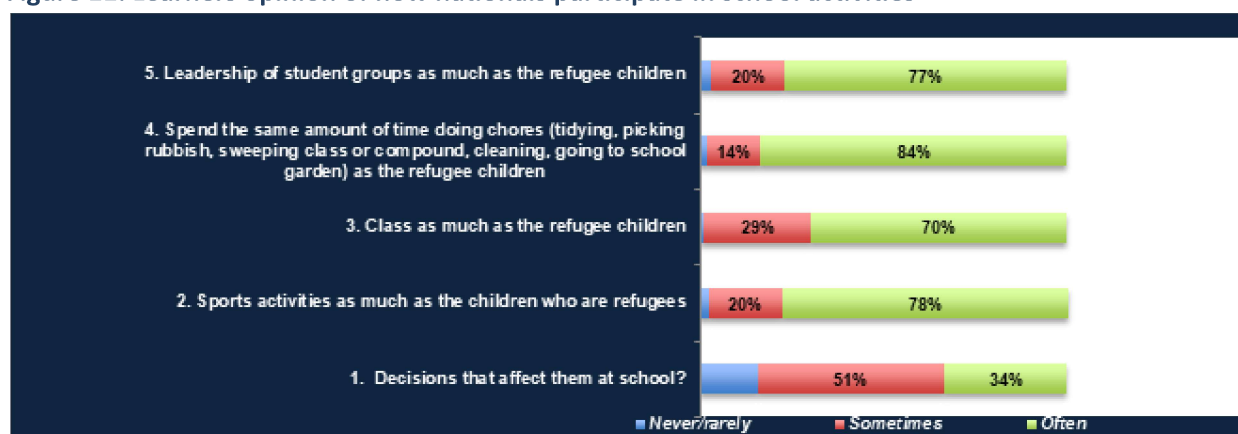 5. Leadership of student groups as much as the refugee children
20%
77%
4. Spend the same amount of time doing chores (tidying, picking
rubbish, sweeping class or compound, cleaning, going to school
garden) as the refugee children
14%
84%
3. Class as much as the refugee children
29%
70%
2. Sports activities as much as the children who are refugees
20%
78%
1. Decisions that affect them at school?
51%
34%
Never/rarely
Sometimes
Often